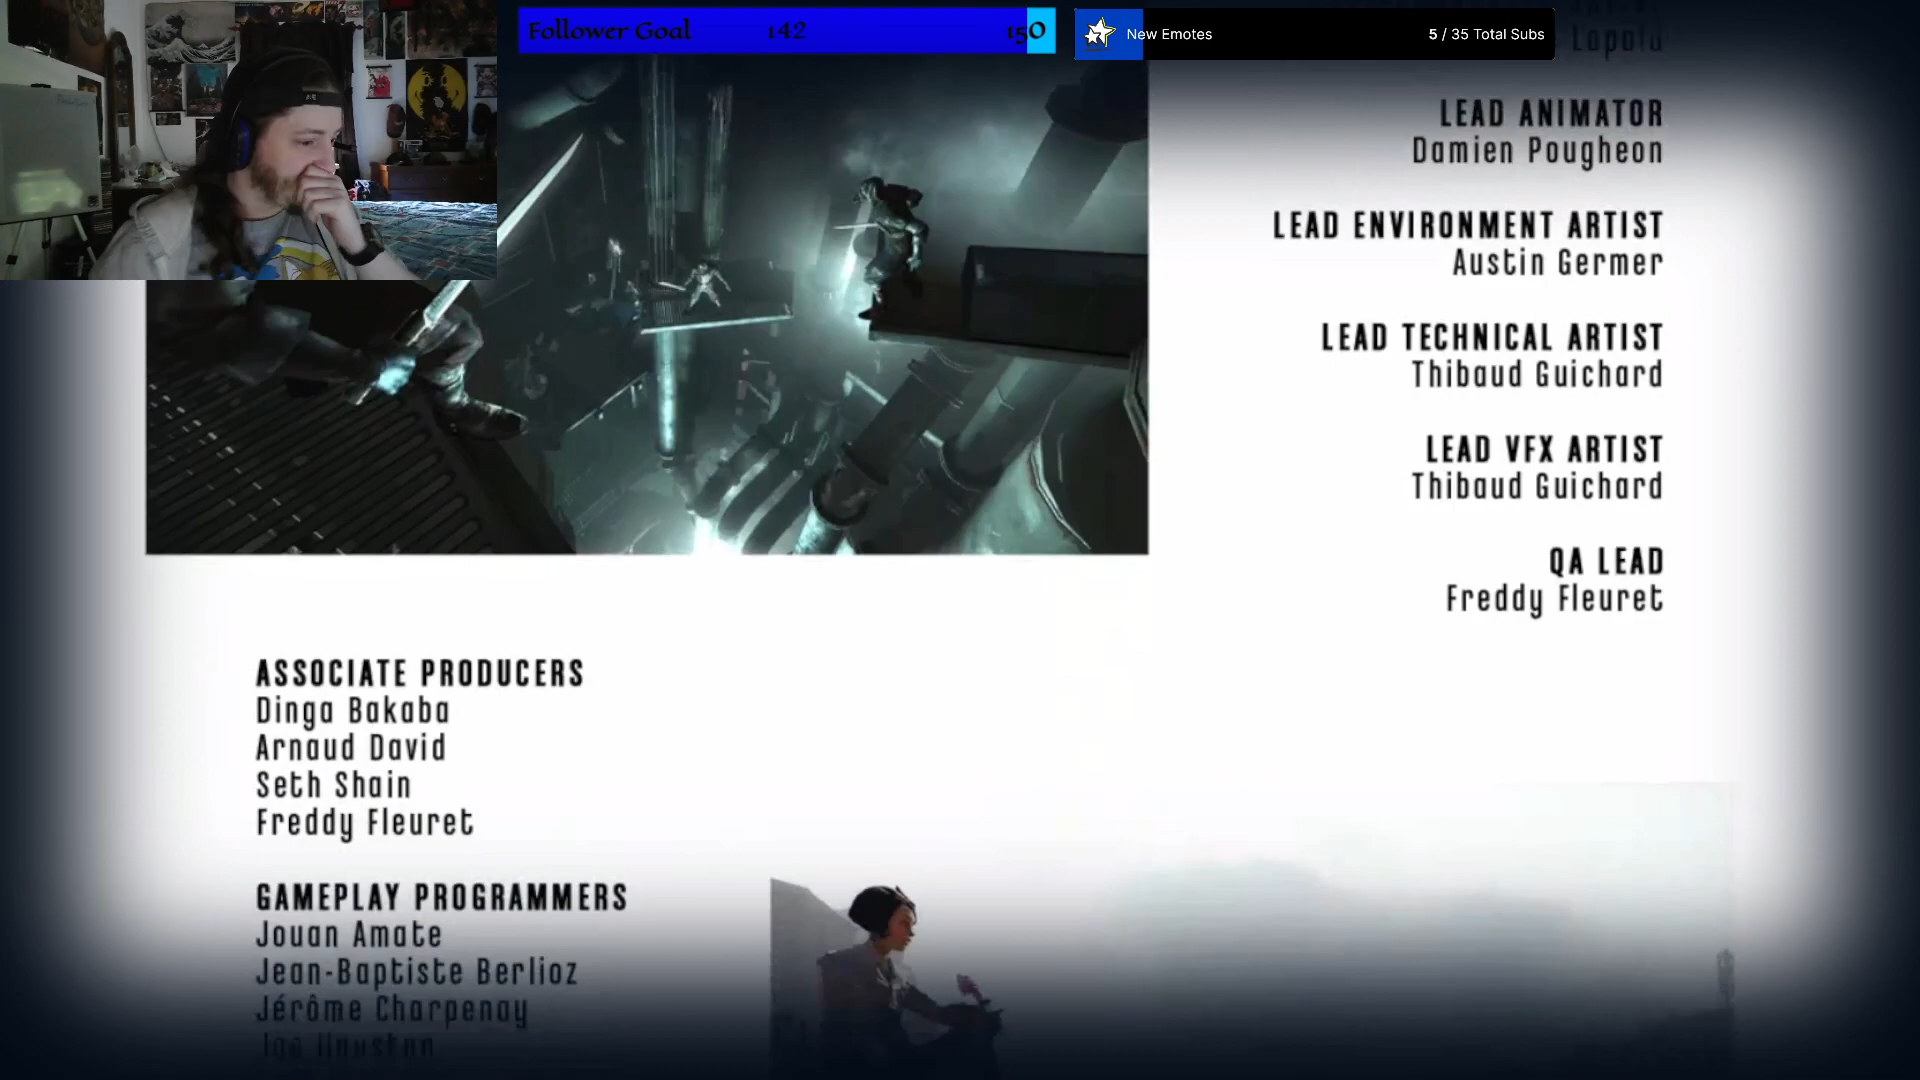 Follower Goal 142 150
New Emotes 5 / 35 Total Subs
LEAD ANIMATOR
Damien Pougheon
LEAD ENVIRONMENT ARTIST
Austin Germer
LEAD TECHNICAL ARTIST
Thibaud Guichard
LEAD VFX ARTIST
Thibaud Guichard
QA LEAD
Freddy Fleuret
ASSOCIATE PRODUCERS
Dinga Bakaba
Arnaud David
Seth Shain
Freddy Fleuret
GAMEPLAY PROGRAMMERS
Jouan Amate
Jean-Baptiste Berlioz
Jérôme Charpenay